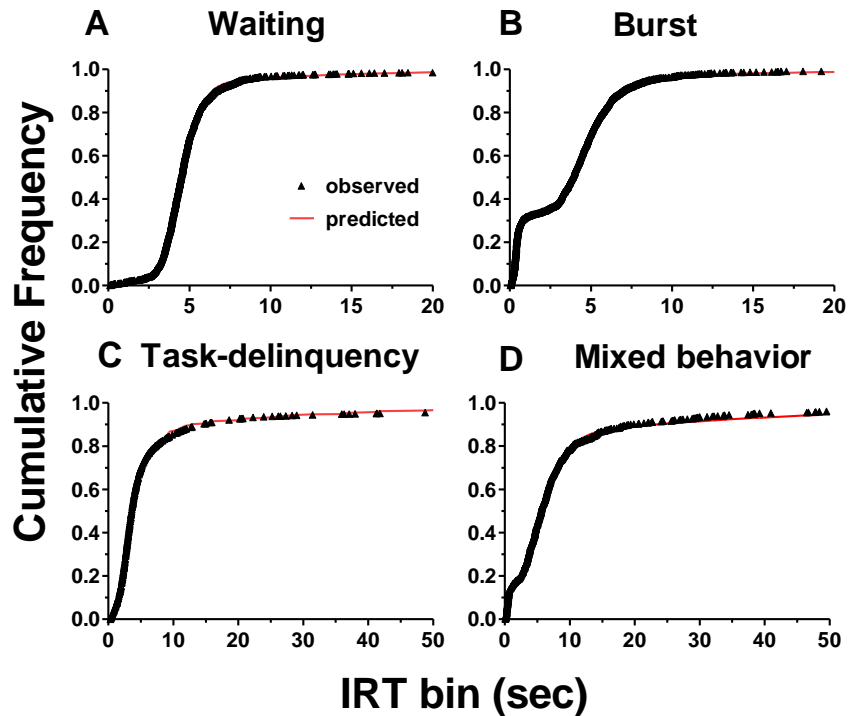 A Waiting
B Burst
1.0
0.8
0.6
0.4
0.2
0.0
0 5 10 15 20
observed
predicted
1.0
0.8
0.6
0.4
0.2
0.0
0 5 10 15 20
C Task-delinquency
D Mixed behavior
1.0
0.8
0.6
0.4
0.2
0.0
0 10 20 30 40 50
1.0
0.8
0.6
0.4
0.2
0.0
0 10 20 30 40 50
Cumulative Frequency
IRT bin (sec)